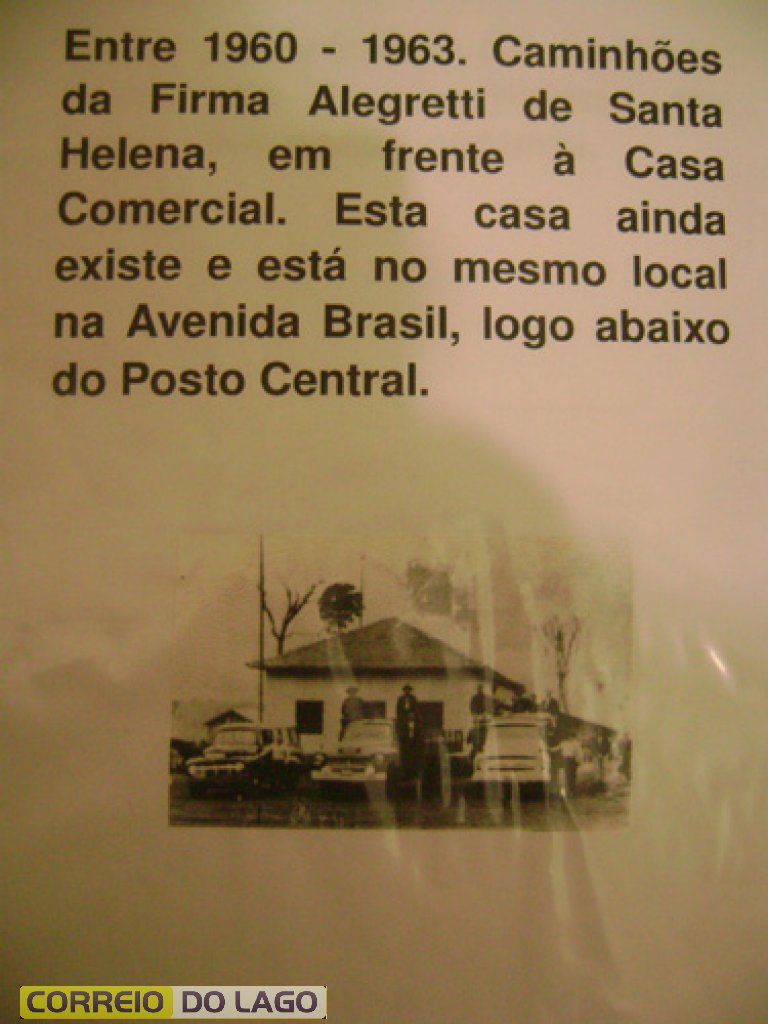 Entre 1960 - 1963. Caminhões
da Firma Alegretti de Santa
Helena, em frente à Casa
Comercial. Esta casa ainda
existe e está no mesmo local
na Avenida Brasil, logo abaixo
do Posto Central.
CORREIO DO LAGO